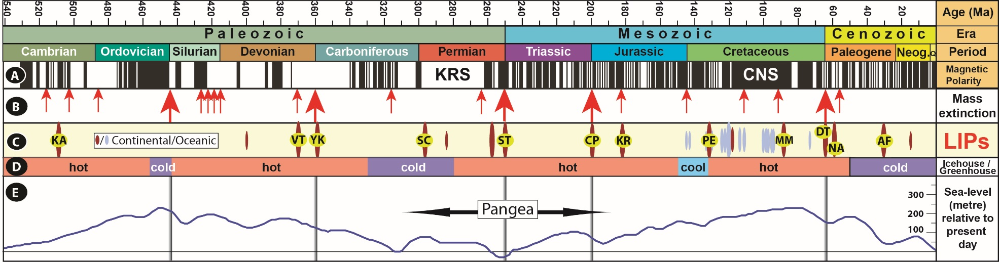 540 520 500 480 460 440 420 400 380 360 340 320 300 280 260 240 220 200 180 160 140 120 100 80 60 40 20 Age (Ma)
Paleozoic Mesozoic Cenozoic Era
Cambrian Ordovician Silurian Devonian Carboniferous Permian Triassic Jurassic Cretaceous Paleogene Neog. Q Period
A KRS CNS Magnetic
Polarity
B Mass
extinction
C KA / Continental/Oceanic VT YK SC ST CP KR PE MM DT NA AF LIPs
D hot cold hot cold hot cool hot cold Icehouse /
Greenhouse
E
Pangea
300
200
100
Sea-level
(metre)
relative to
present
day